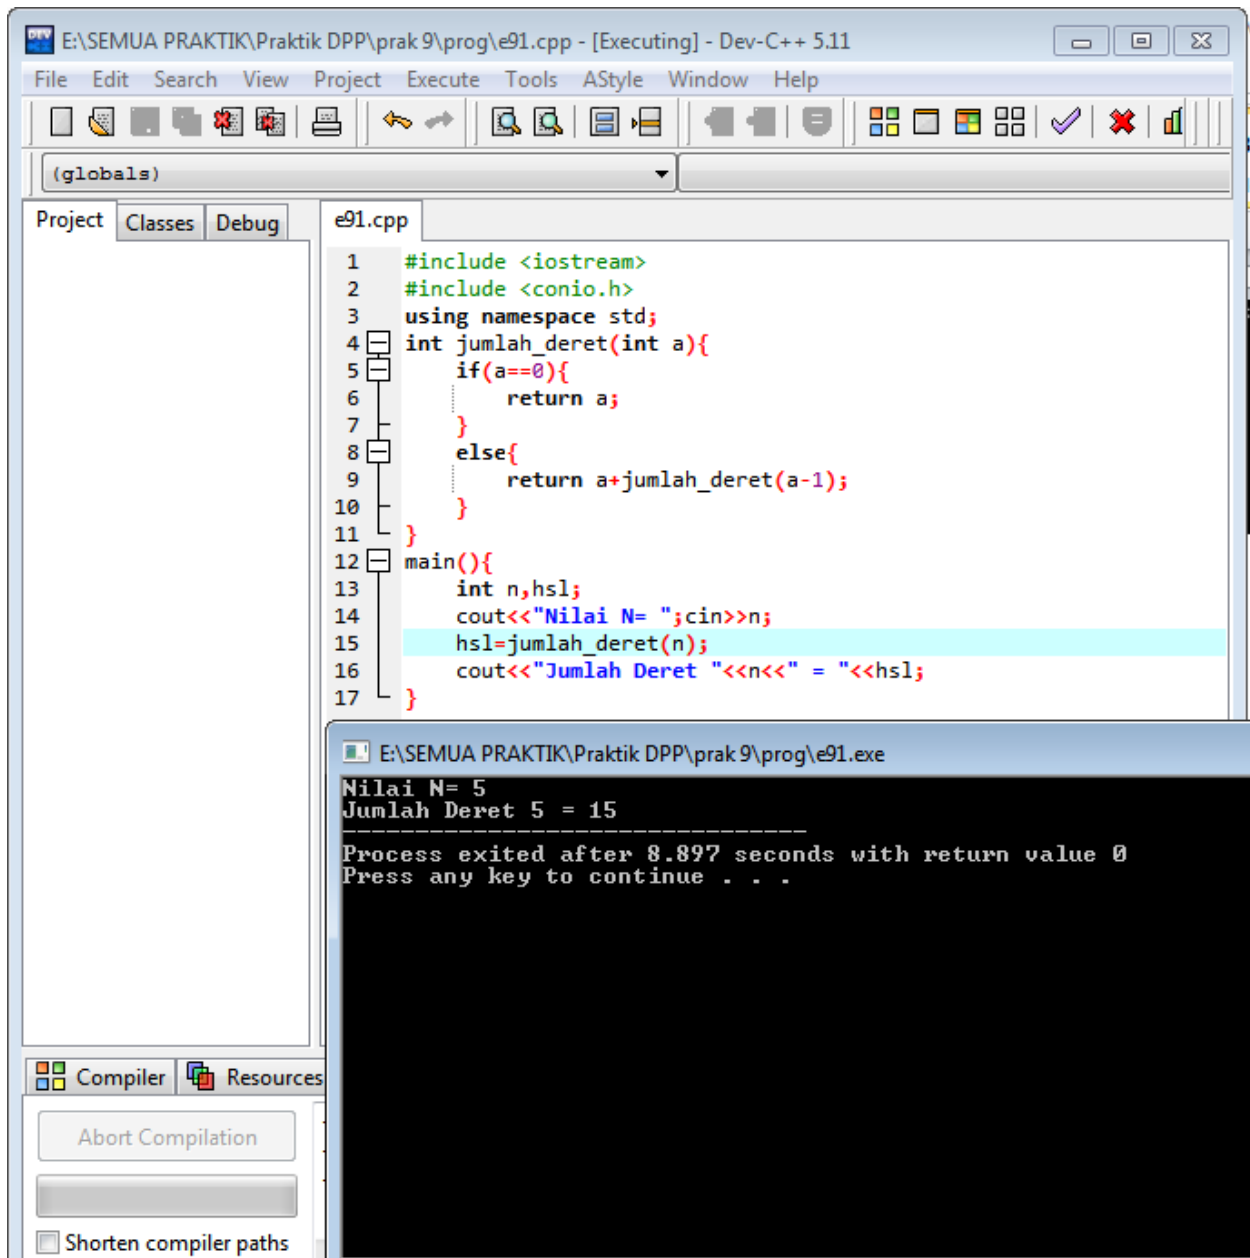 E:\SEMUA PRAKTIK\Praktik DPP\prak 9\prog\e91.cpp - [Executing] - Dev-C++ 5.11
File Edit Search View Project Execute Tools AStyle Window Help
(globals)
Project Classes Debug
e91.cpp
1 #include <iostream>
2 #include <conio.h>
3 using namespace std;
4 int jumlah_deret(int a){
5 if(a==0){
6 return a;
7 }
8 else{
9 return a+jumlah_deret(a-1);
10 }
11 }
12 main(){
13 int n,hsl;
14 cout<<"Nilai N= ";cin>>n;
15 hsl=jumlah_deret(n);
16 cout<<"Jumlah Deret "<<n<<" = "<<hsl;
17 }
E:\SEMUA PRAKTIK\Praktik DPP\prak 9\prog\e91.exe
Nilai N= 5
Jumlah Deret 5 = 15
--------------------------------
Process exited after 8.897 seconds with return value 0
Press any key to continue . . .
Compiler Resources
Abort Compilation
Shorten compiler paths